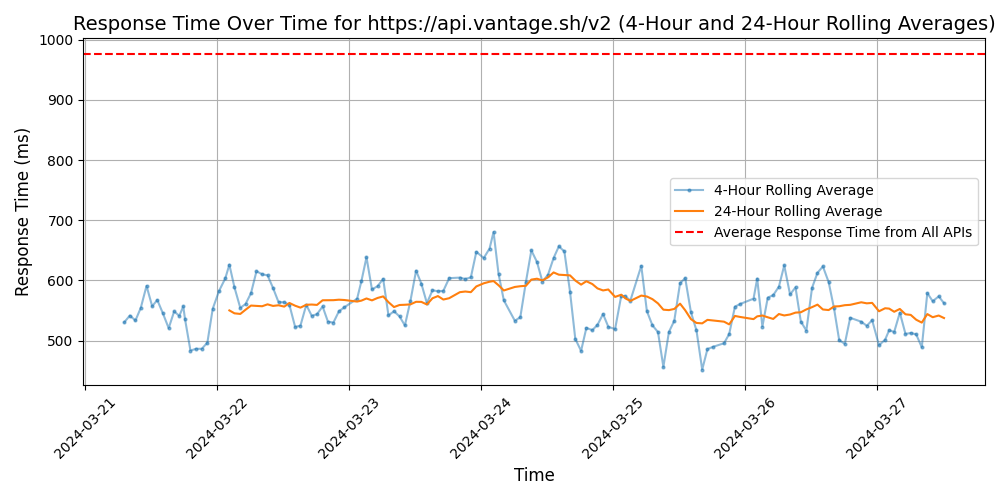 Response Time Over Time for https://api.vantage.sh/v2 (4-Hour and 24-Hour Rolling Averages)
Response Time (ms)
1000
900
800
700
600
500
4-Hour Rolling Average
24-Hour Rolling Average
Average Response Time from All APIs
2024-03-21
2024-03-22
2024-03-23
2024-03-24
2024-03-25
2024-03-26
2024-03-27
Time